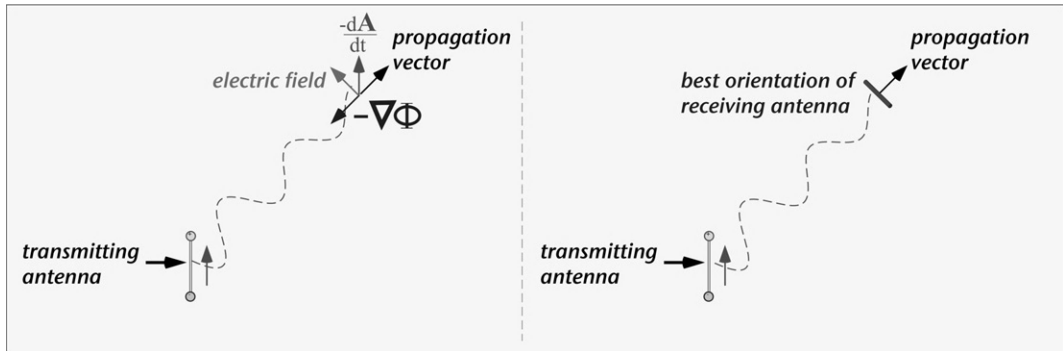 -dA
dt
propagation
vector
electric field
-∇Φ
transmitting
antenna
propagation
vector
best orientation of
receiving antenna
transmitting
antenna